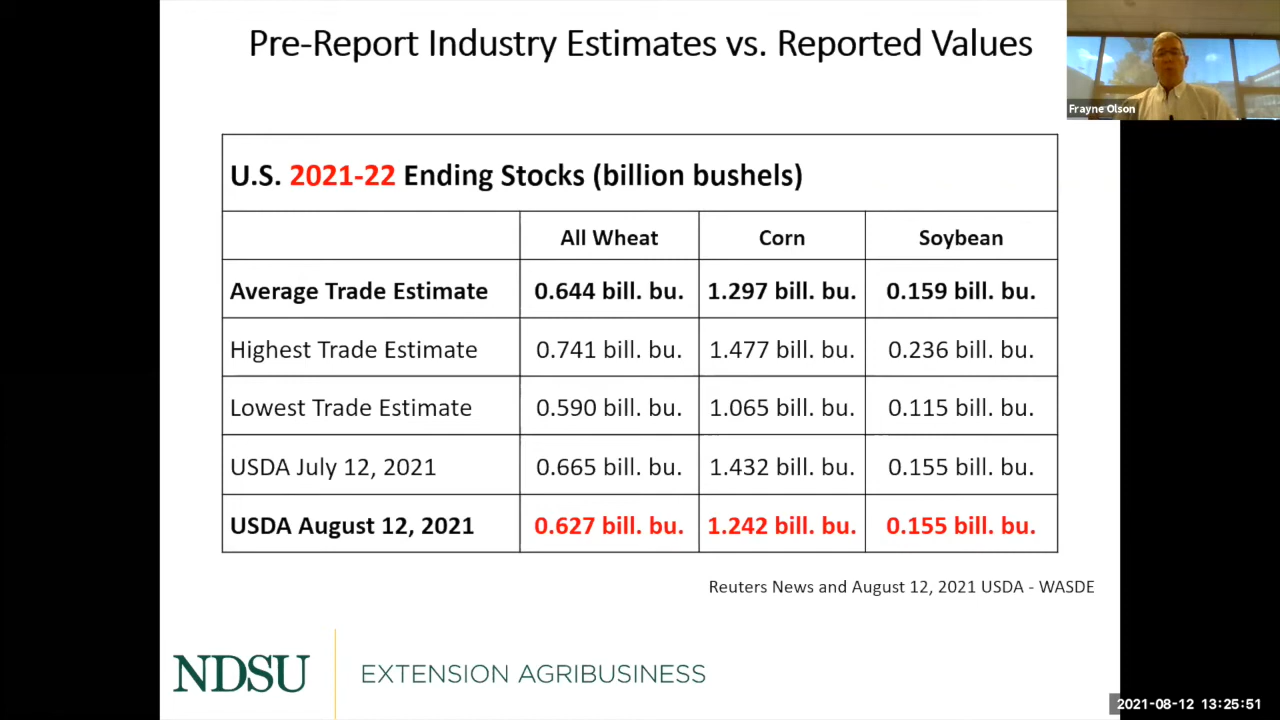 Pre-Report Industry Estimates vs. Reported Values
Frayne Olson
U.S. 2021-22 Ending Stocks (billion bushels)
All Wheat Corn Soybean
Average Trade Estimate 0.644 bill. bu. 1.297 bill. bu. 0.159 bill. bu.
Highest Trade Estimate 0.741 bill. bu. 1.477 bill. bu. 0.236 bill. bu.
Lowest Trade Estimate 0.590 bill. bu. 1.065 bill. bu. 0.115 bill. bu.
USDA July 12, 2021 0.665 bill. bu. 1.432 bill. bu. 0.155 bill. bu.
USDA August 12, 2021 0.627 bill. bu. 1.242 bill. bu. 0.155 bill. bu.
Reuters News and August 12, 2021 USDA - WASDE
NDSU EXTENSION AGRIBUSINESS
2021-08-12 13:25:51